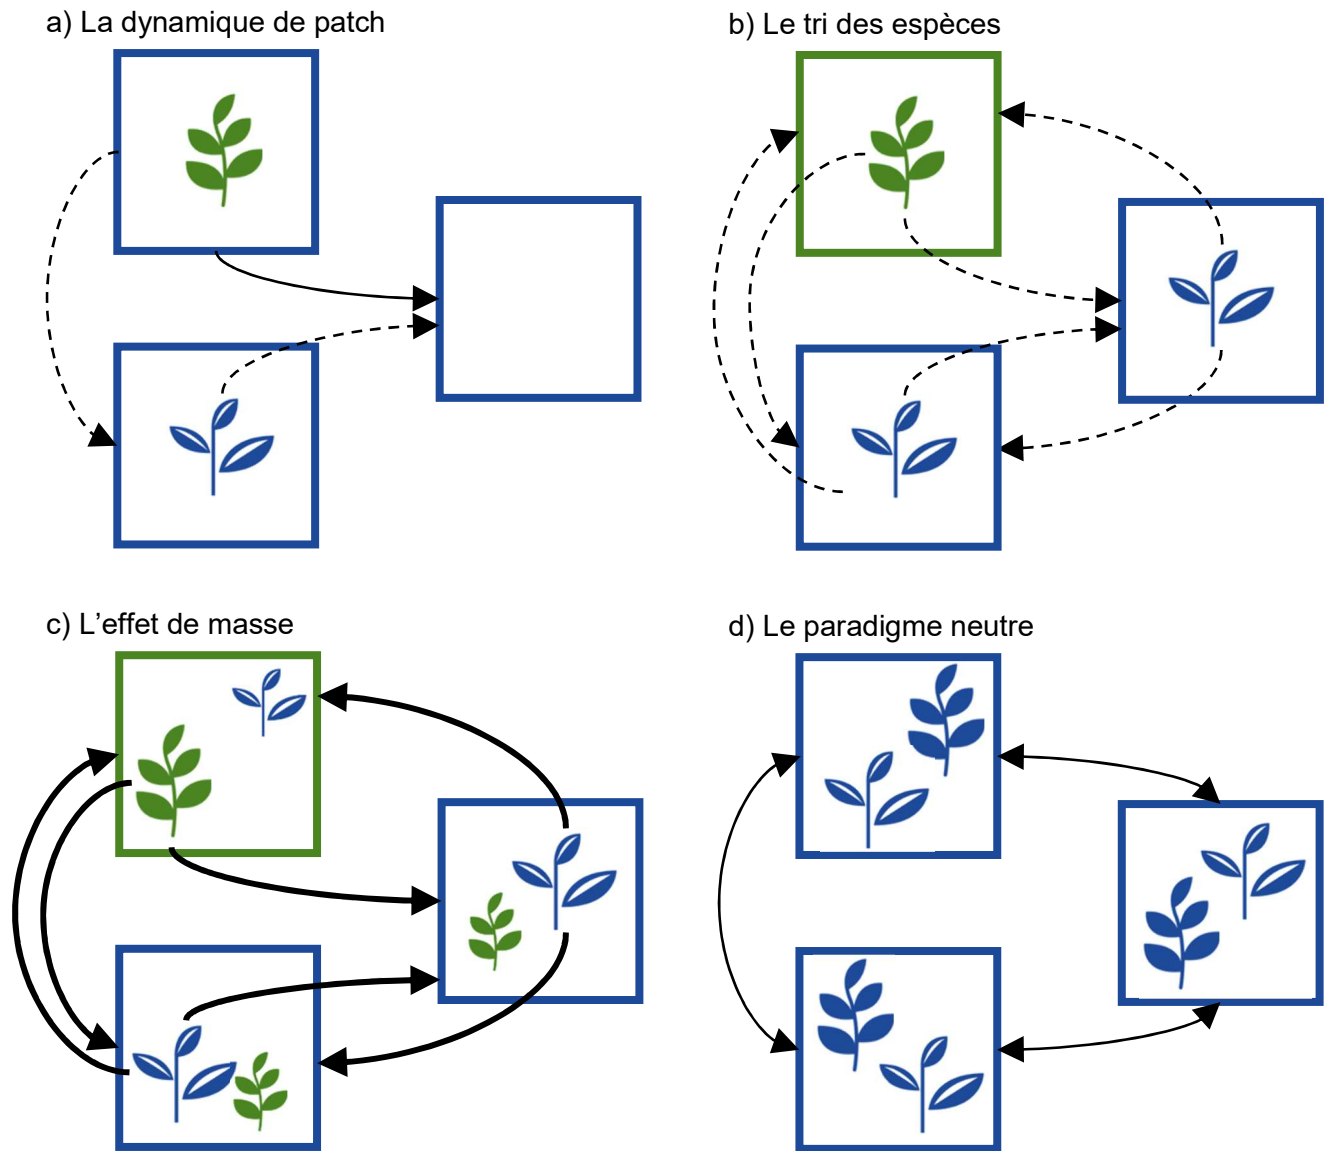 a) La dynamique de patch
b) Le tri des espèces
c) L’effet de masse
d) Le paradigme neutre